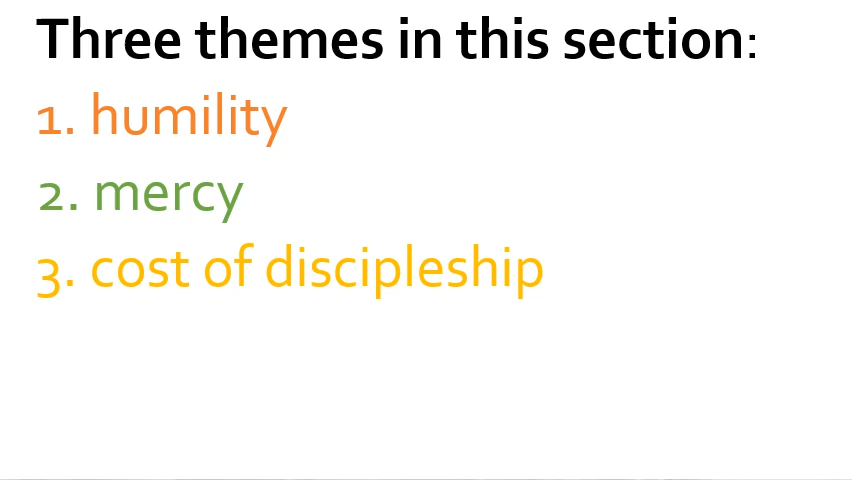 Three themes in this section:
1. humility
2. mercy
3. cost of discipleship